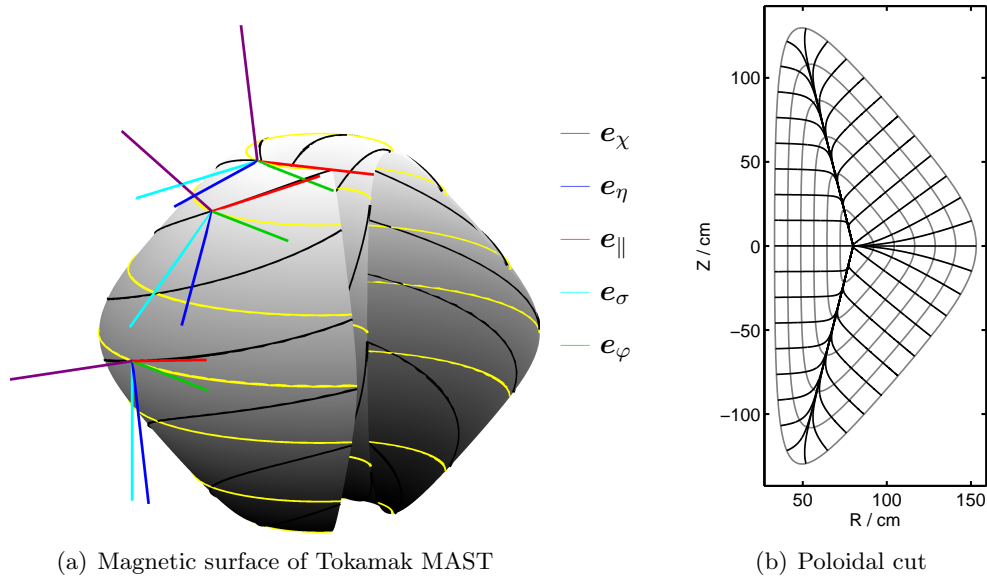 e_χ
e_η
e_∥
e_σ
e_φ
100
50
0
−50
−100
Z / cm
50 100 150
R / cm
(a) Magnetic surface of Tokamak MAST
(b) Poloidal cut